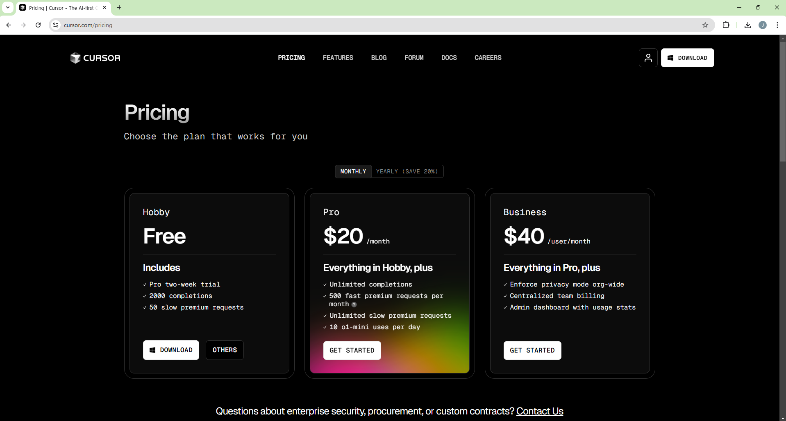 Pricing | Cursor - The AI-first C
cursor.com/pricing
J
CURSOR
PRICING
FEATURES
BLOG
FORUM
DOCS
CAREERS
DOWNLOAD
Pricing
Choose the plan that works for you
MONTHLY
YEARLY (SAVE 20%)
Hobby
Free
Includes
✓ Pro two-week trial
✓ 2000 completions
✓ 50 slow premium requests
DOWNLOAD
OTHERS
Pro
$20 /month
Everything in Hobby, plus
✓ Unlimited completions
✓ 500 fast premium requests per
month ?
✓ Unlimited slow premium requests
✓ 10 o1-mini uses per day
GET STARTED
Business
$40 /user/month
Everything in Pro, plus
✓ Enforce privacy mode org-wide
✓ Centralized team billing
✓ Admin dashboard with usage stats
GET STARTED
Questions about enterprise security, procurement, or custom contracts? Contact Us